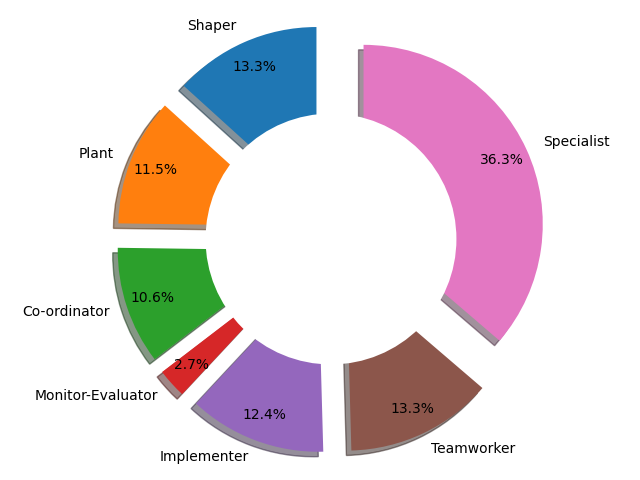 Shaper
13.3%
Specialist
36.3%
Plant
11.5%
Co-ordinator
10.6%
Monitor-Evaluator
2.7%
Implementer
12.4%
Teamworker
13.3%